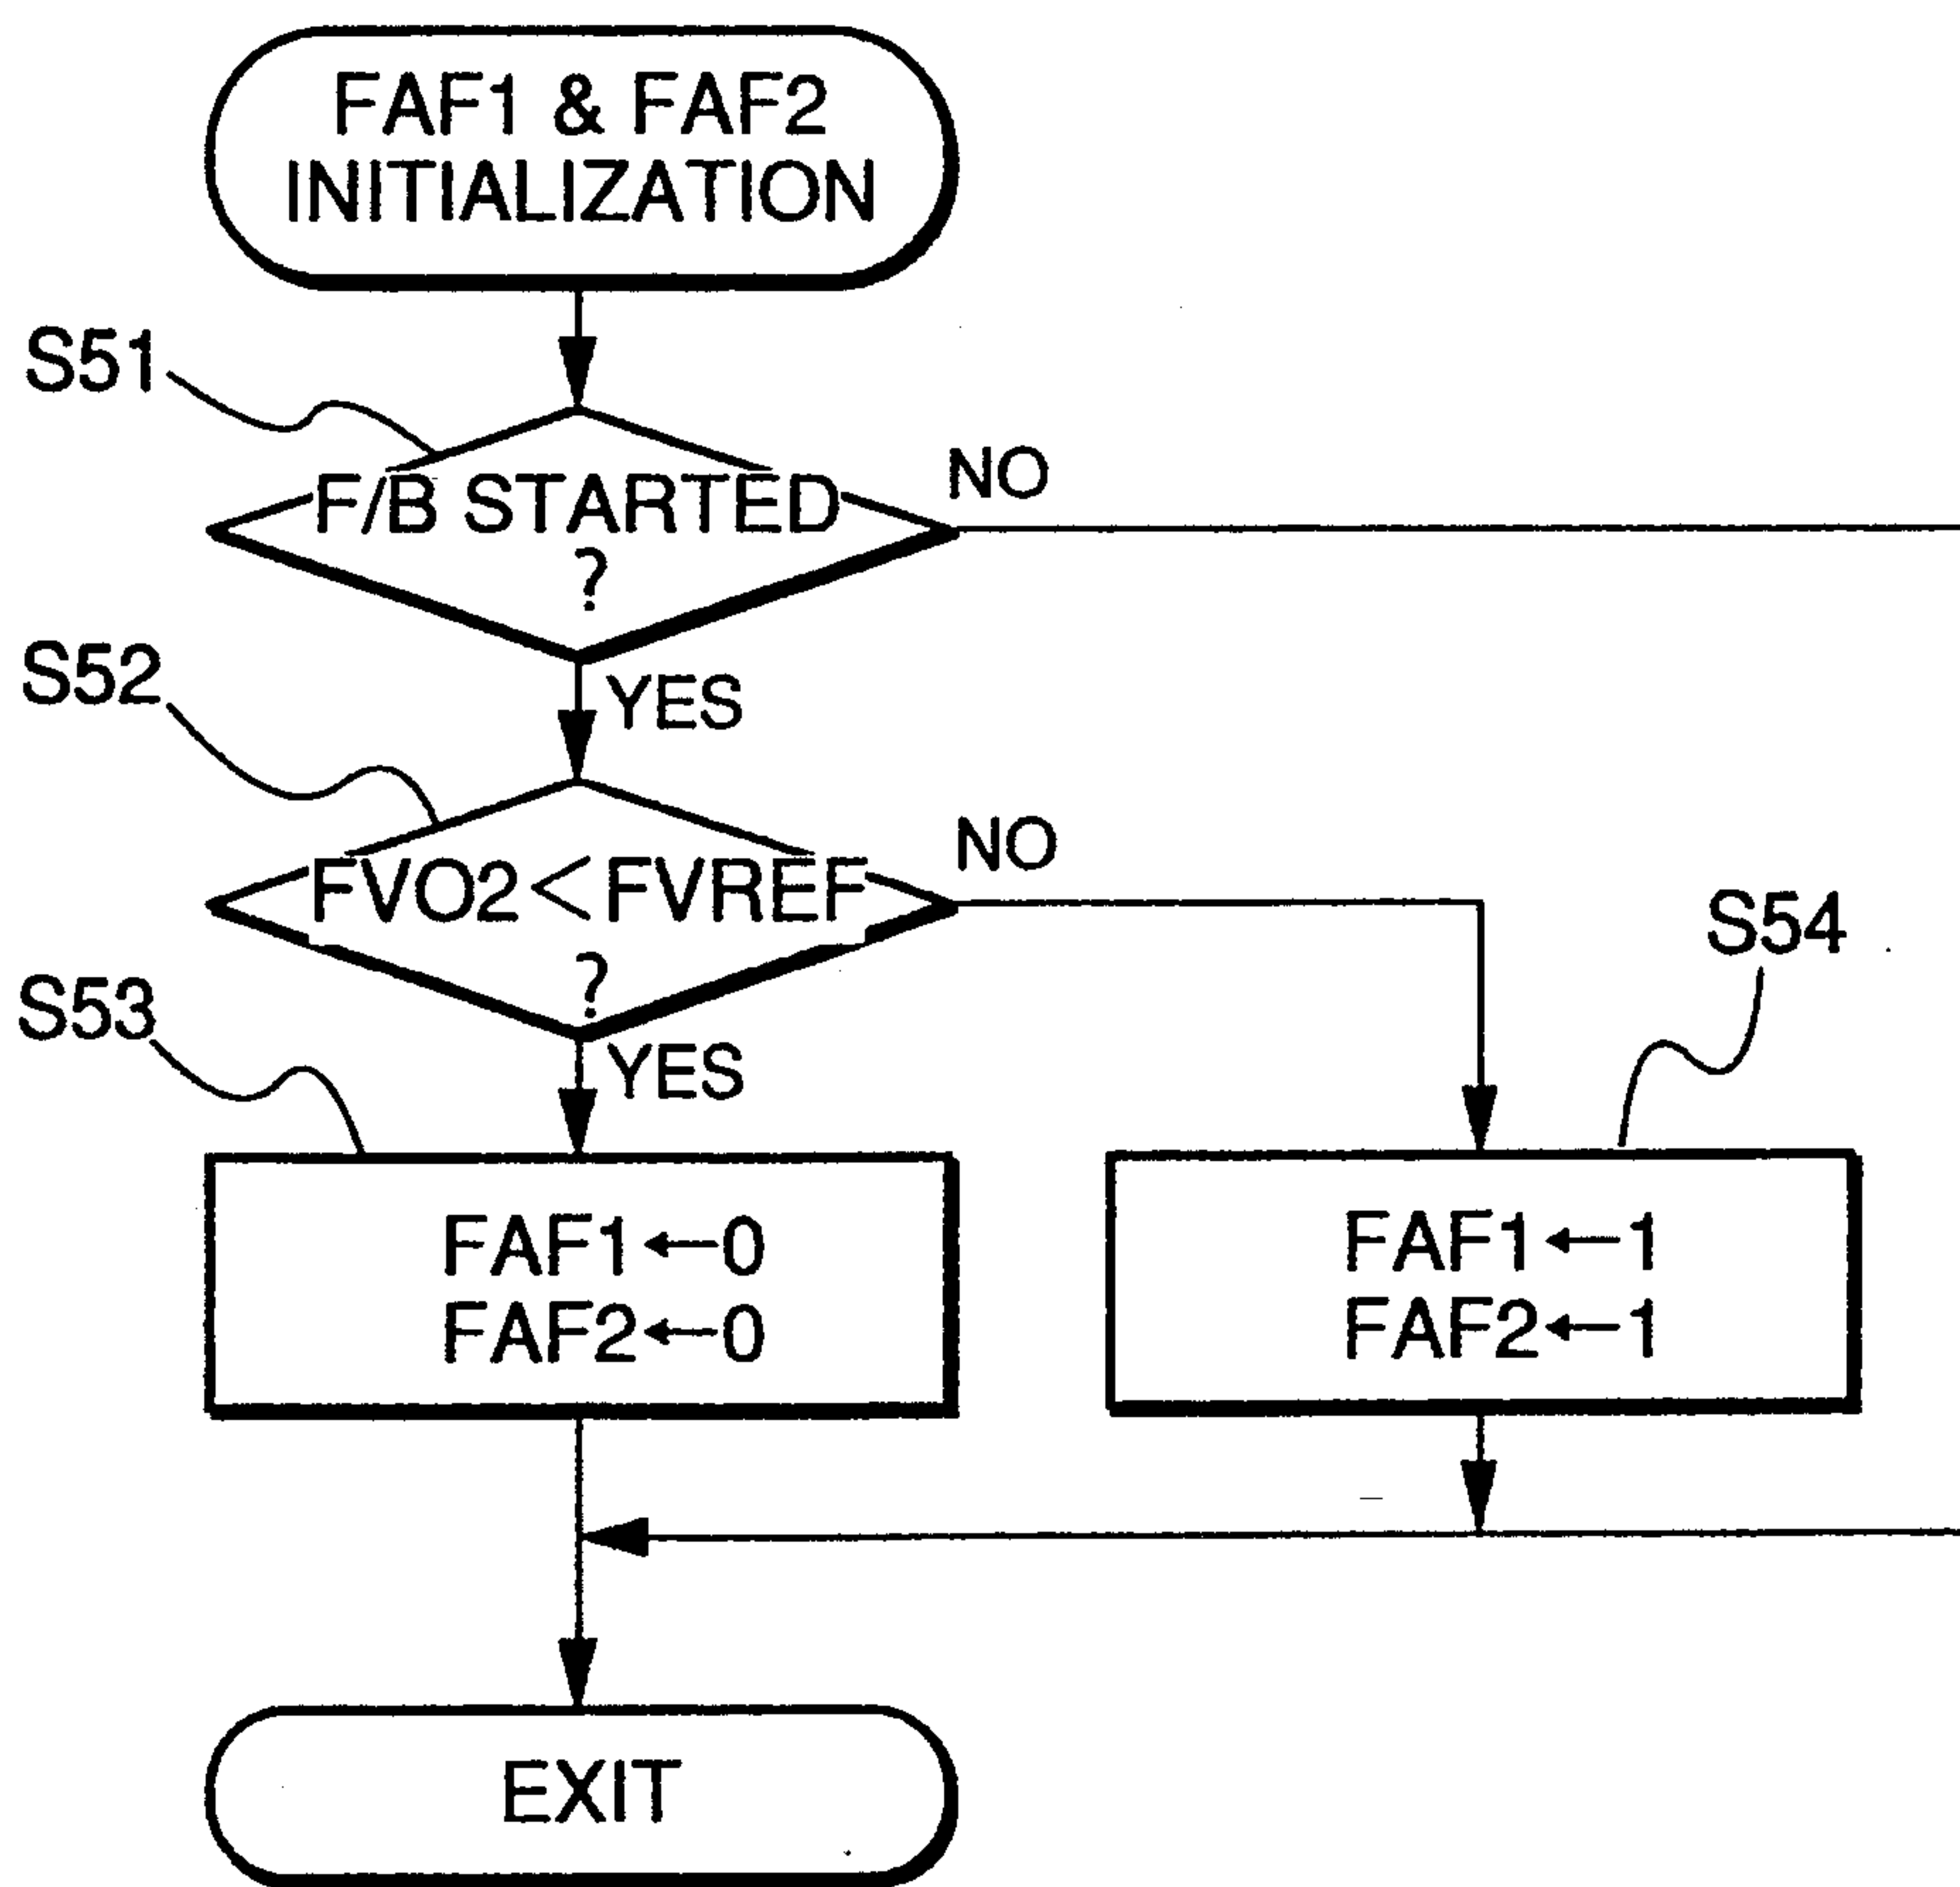 FAF1 & FAF2
INITIALIZATION
S51
F/B STARTED
?
NO
YES
S52
FVO2<FVREF
?
NO
YES
S53
FAF1←0
FAF2←0
S54
FAF1←1
FAF2←1
EXIT